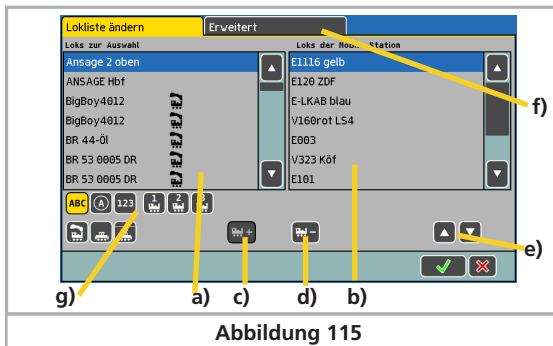 Lokliste ändern
Erweitert
Loks zur Auswahl
Loks der Mobile Station
Ansage 2 oben
E1116 gelb
ANSAGE Hbf
E120 ZDF
BigBoy4012
E-LKAB blau
BigBoy4012
V160rot LS4
BR 44-Öl
E003
BR 53 0005 DR
V323 Köf
BR 53 0005 DR
E101
f)
ABC A 123 1 2 3
+
−
e)
g)
a)
c)
d)
b)
Abbildung 115